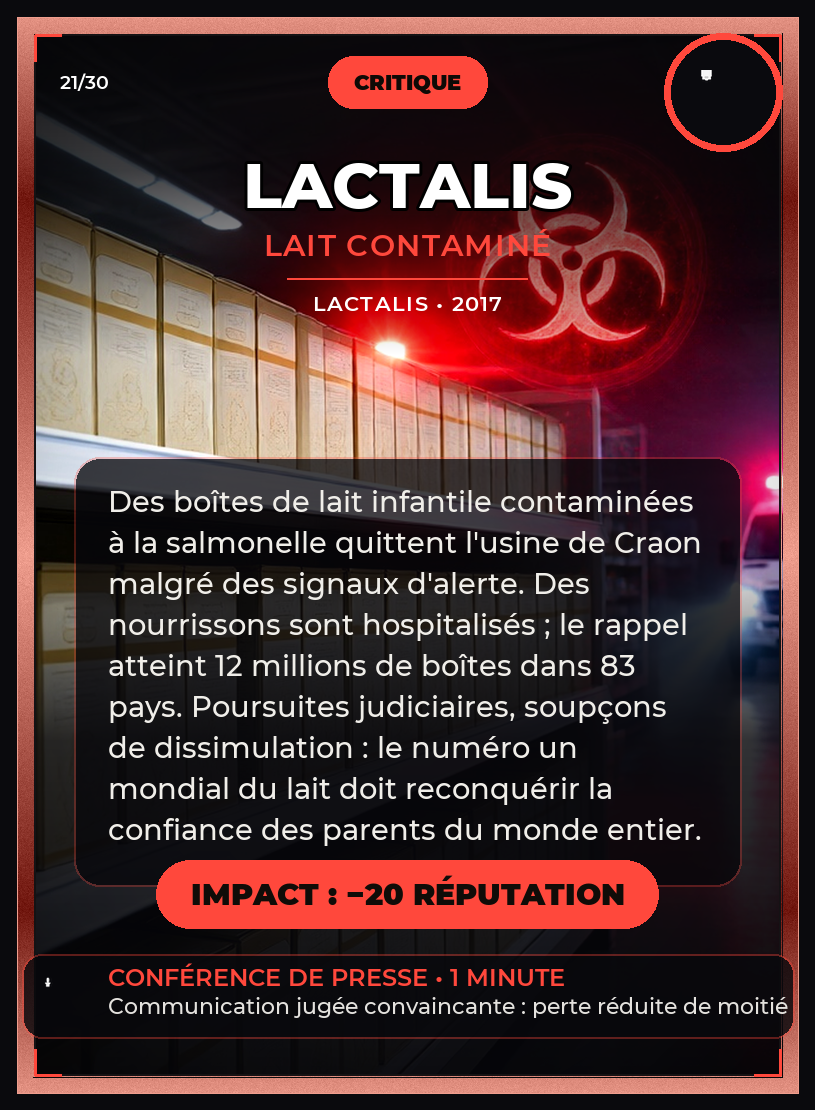 21/30
CRITIQUE
LACTALIS
LAIT CONTAMINÉ
LACTALIS • 2017
Des boîtes de lait infantile contaminées
à la salmonelle quittent l'usine de Craon
malgré des signaux d'alerte. Des
nourrissons sont hospitalisés ; le rappel
atteint 12 millions de boîtes dans 83
pays. Poursuites judiciaires, soupçons
de dissimulation : le numéro un
mondial du lait doit reconquérir la
confiance des parents du monde entier.
IMPACT : −20 RÉPUTATION
CONFÉRENCE DE PRESSE • 1 MINUTE
Communication jugée convaincante : perte réduite de moitié